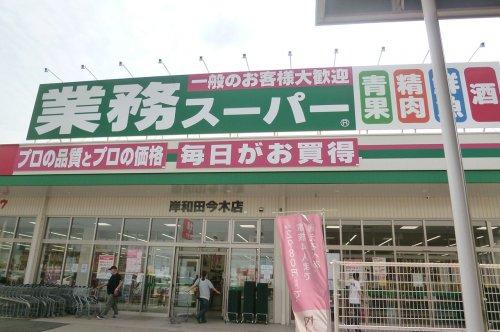 一般のお客様大歓迎
業務スーパー®
青果
精肉
鮮魚
酒
プロの品質とプロの価格
毎日がお買得
岸和田今木店